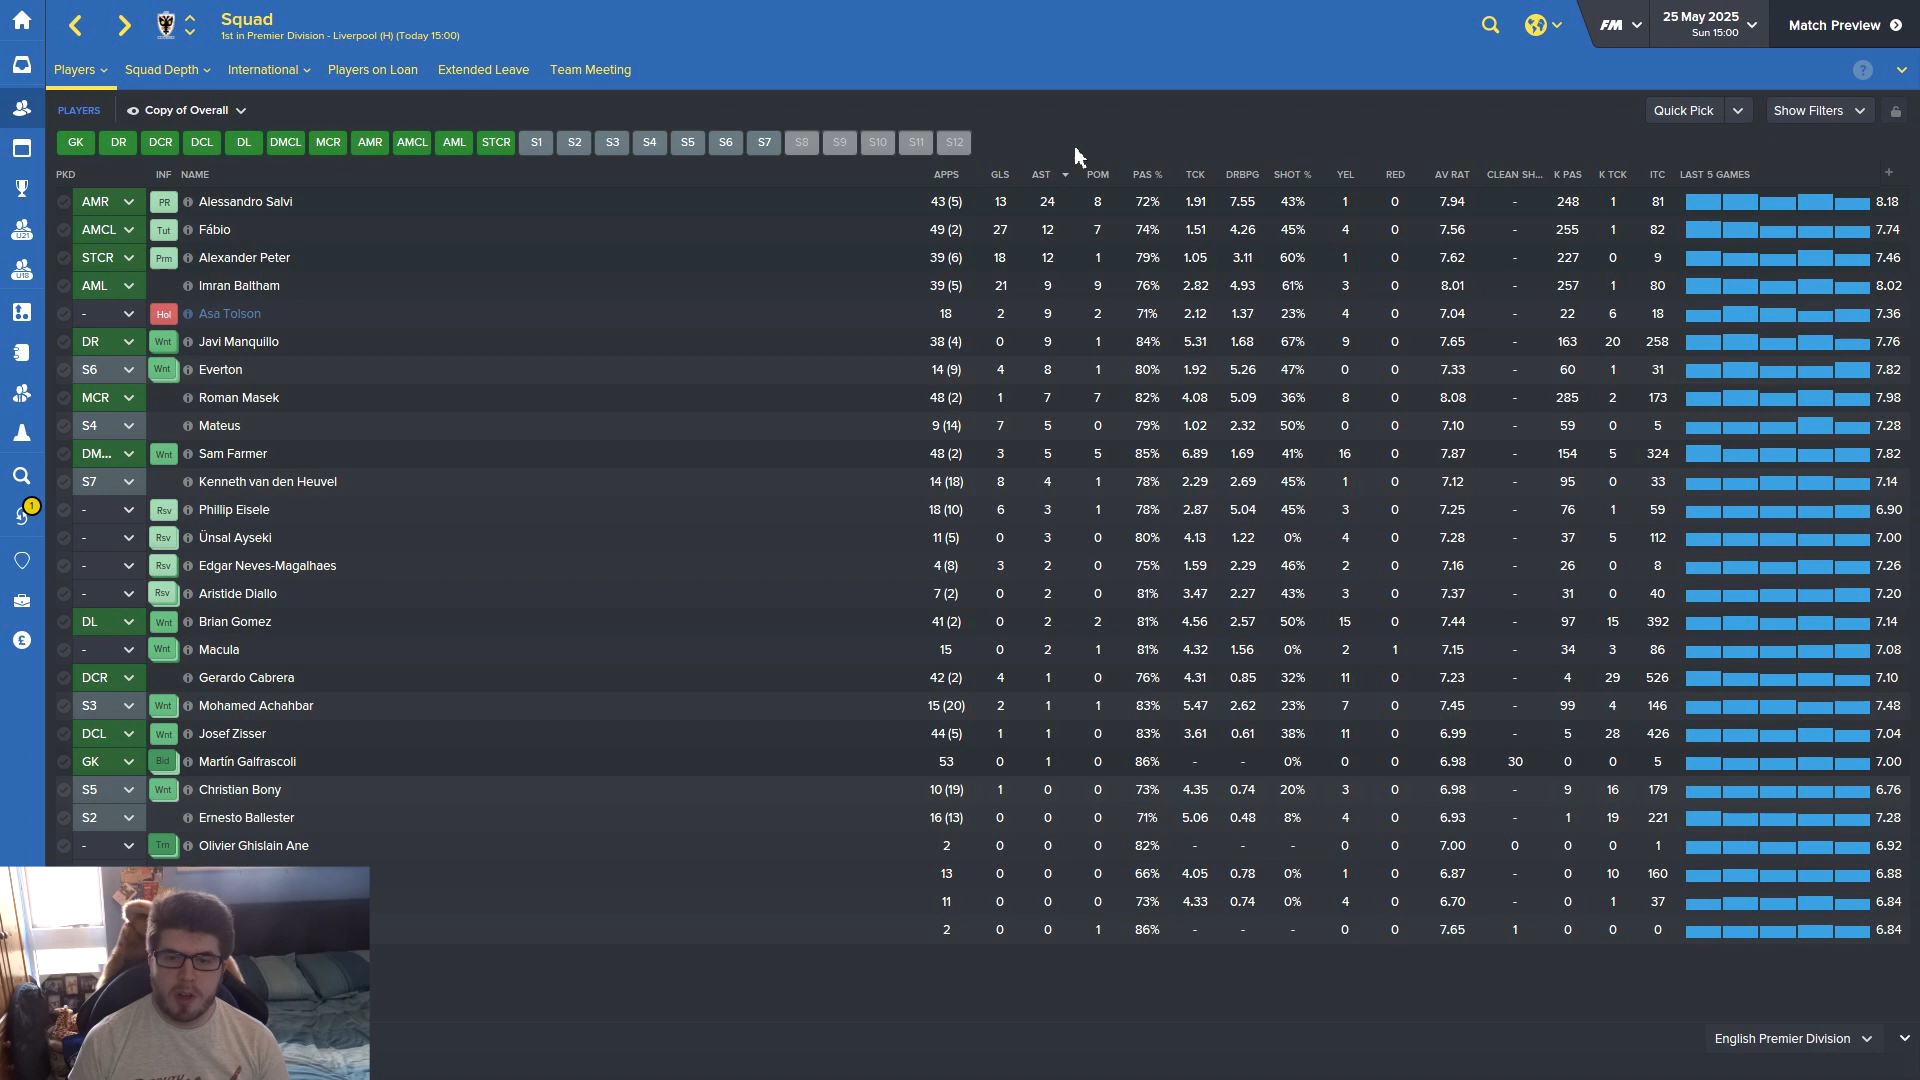 Squad
1st in Premier Division - Liverpool (H) (Today 15:00)
FM
25 May 2025
Sun 15:00
Match Preview
Players
Squad Depth
International
Players on Loan
Extended Leave
Team Meeting
?
PLAYERS
Copy of Overall
Quick Pick
Show Filters
GK DR DCR DCL DL DMCL MCR AMR AMCL AML STCR S1 S2 S3 S4 S5 S6 S7 S8 S9 S10 S11 S12
PKD INF NAME APPS GLS AST POM PAS % TCK DRBPG SHOT % YEL RED AV RAT CLEAN SH... K PAS K TCK ITC LAST 5 GAMES +
AMR PR Alessandro Salvi 43 (5) 13 24 8 72% 1.91 7.55 43% 1 0 7.94 - 248 1 81 8.18
AMCL Tut Fábio 49 (2) 27 12 7 74% 1.51 4.26 45% 4 0 7.56 - 255 1 82 7.74
STCR Prm Alexander Peter 39 (6) 18 12 1 79% 1.05 3.11 60% 1 0 7.62 - 227 0 9 7.46
AML Imran Baltham 39 (5) 21 9 9 76% 2.82 4.93 61% 3 0 8.01 - 257 1 80 8.02
- Hol Asa Tolson 18 2 9 2 71% 2.12 1.37 23% 4 0 7.04 - 22 6 18 7.36
DR Wnt Javi Manquillo 38 (4) 0 9 1 84% 5.31 1.68 67% 9 0 7.65 - 163 20 258 7.76
S6 Wnt Everton 14 (9) 4 8 1 80% 1.92 5.26 47% 0 0 7.33 - 60 1 31 7.82
MCR Roman Masek 48 (2) 1 7 7 82% 4.08 5.09 36% 8 0 8.08 - 285 2 173 7.98
S4 Mateus 9 (14) 7 5 0 79% 1.02 2.32 50% 0 0 7.10 - 59 0 5 7.28
DM... Wnt Sam Farmer 48 (2) 3 5 5 85% 6.89 1.69 41% 16 0 7.87 - 154 5 324 7.82
S7 Kenneth van den Heuvel 14 (18) 8 4 1 78% 2.29 2.69 45% 1 0 7.12 - 95 0 33 7.14
- Rsv Phillip Eisele 18 (10) 6 3 1 78% 2.87 5.04 45% 3 0 7.25 - 76 1 59 6.90
- Rsv Ünsal Ayseki 11 (5) 0 3 0 80% 4.13 1.22 0% 4 0 7.28 - 37 5 112 7.00
- Rsv Edgar Neves-Magalhaes 4 (8) 3 2 0 75% 1.59 2.29 46% 2 0 7.16 - 26 0 8 7.26
- Rsv Aristide Diallo 7 (2) 0 2 0 81% 3.47 2.27 43% 3 0 7.37 - 31 0 40 7.20
DL Wnt Brian Gomez 41 (2) 0 2 2 81% 4.56 2.57 50% 15 0 7.44 - 97 15 392 7.14
- Wnt Macula 15 0 2 1 81% 4.32 1.56 0% 2 1 7.15 - 34 3 86 7.08
DCR Gerardo Cabrera 42 (2) 4 1 0 76% 4.31 0.85 32% 11 0 7.23 - 4 29 526 7.10
S3 Wnt Mohamed Achahbar 15 (20) 2 1 1 83% 5.47 2.62 23% 7 0 7.45 - 99 4 146 7.48
DCL Wnt Josef Zisser 44 (5) 1 1 0 83% 3.61 0.61 38% 11 0 6.99 - 5 28 426 7.04
GK Bid Martín Galfrascoli 53 0 1 0 86% - - 0% 0 0 6.98 30 0 0 5 7.00
S5 Wnt Christian Bony 10 (19) 1 0 0 73% 4.35 0.74 20% 3 0 6.98 - 9 16 179 6.76
S2 Ernesto Ballester 16 (13) 0 0 0 71% 5.06 0.48 8% 4 0 6.93 - 1 19 221 7.28
- Trn Olivier Ghislain Ane 2 0 0 0 82% - - - 0 0 7.00 0 0 0 1 6.92
13 0 0 0 66% 4.05 0.78 0% 1 0 6.87 - 0 10 160 6.88
11 0 0 0 73% 4.33 0.74 0% 4 0 6.70 - 0 1 37 6.84
2 0 0 1 86% - - - 0 0 7.65 1 0 0 0 6.84
U21
U18
1
£
English Premier Division